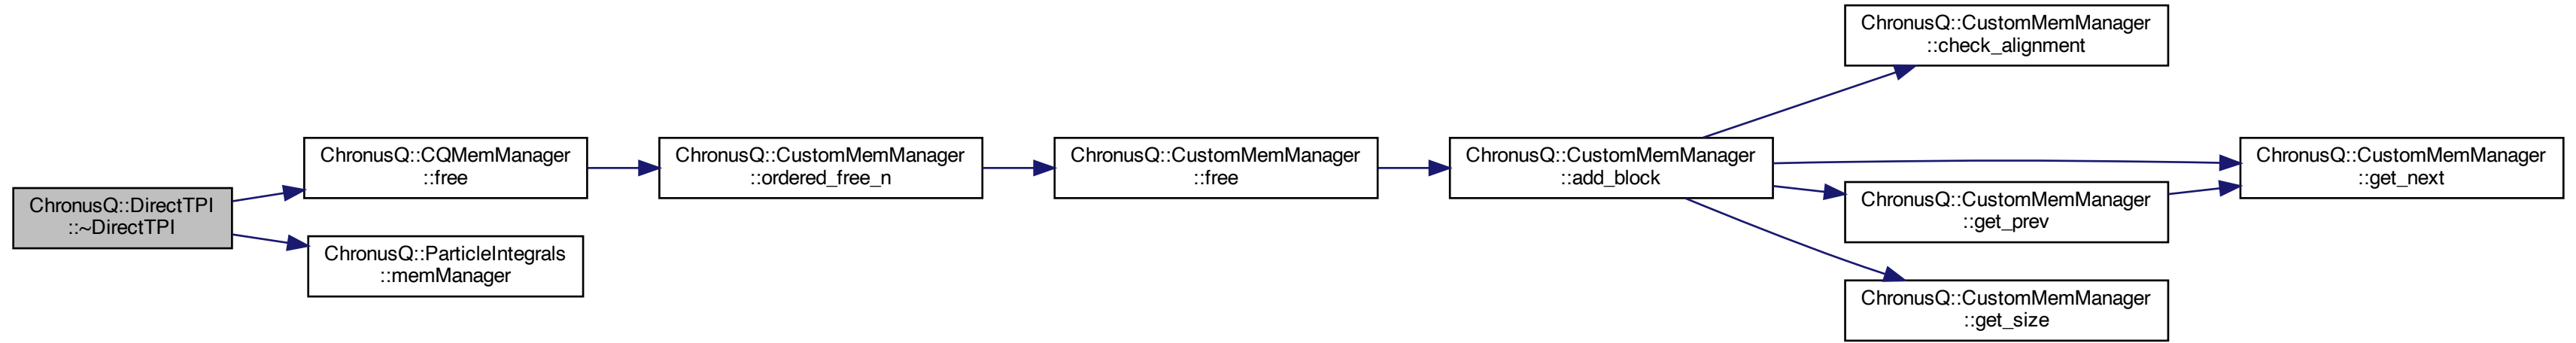 ChronusQ::DirectTPI
::~DirectTPI
ChronusQ::CQMemManager
::free
ChronusQ::ParticleIntegrals
::memManager
ChronusQ::CustomMemManager
::ordered_free_n
ChronusQ::CustomMemManager
::free
ChronusQ::CustomMemManager
::add_block
ChronusQ::CustomMemManager
::check_alignment
ChronusQ::CustomMemManager
::get_prev
ChronusQ::CustomMemManager
::get_size
ChronusQ::CustomMemManager
::get_next